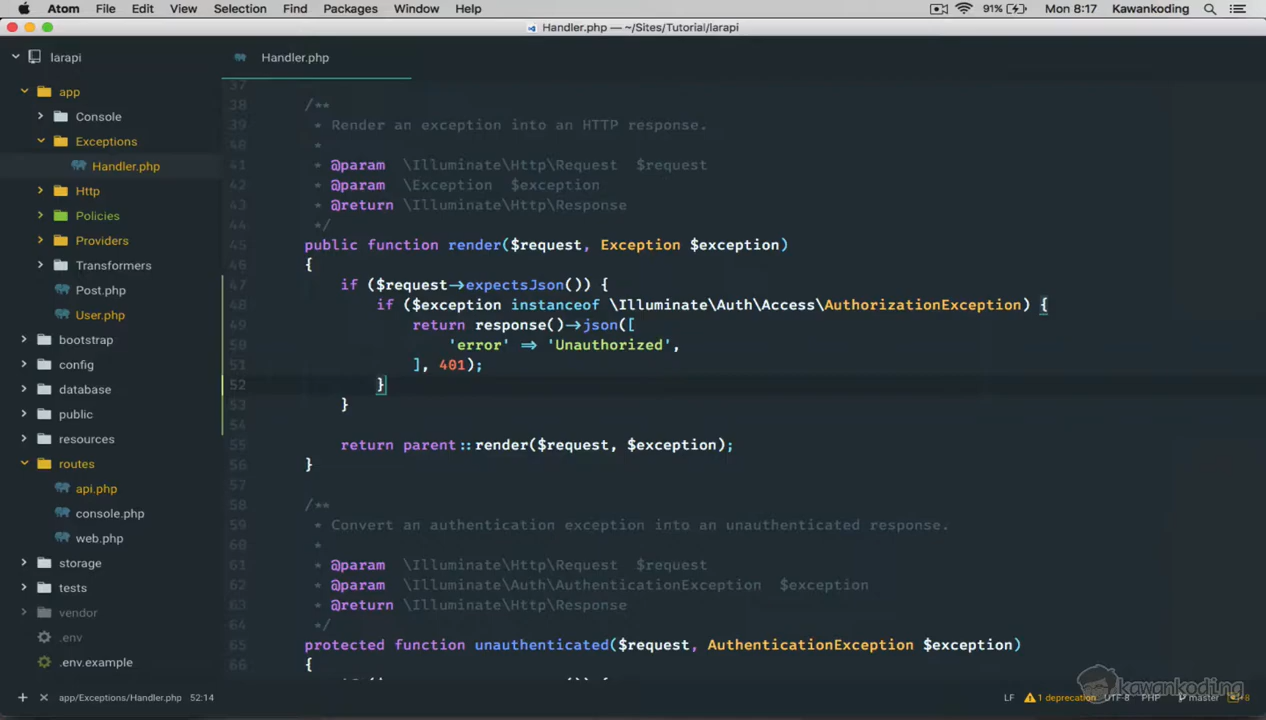 Atom File Edit View Selection Find Packages Window Help 91% Mon 8:17 Kawankoding
Handler.php — ~/Sites/Tutorial/larapi
larapi
Handler.php
app
Console
Exceptions
Handler.php
Http
Policies
Providers
Transformers
Post.php
User.php
bootstrap
config
database
public
resources
routes
api.php
console.php
web.php
storage
tests
vendor
.env
.env.example
37
38 /**
39 * Render an exception into an HTTP response.
40 *
41 * @param \Illuminate\Http\Request $request
42 * @param \Exception $exception
43 * @return \Illuminate\Http\Response
44 */
45 public function render($request, Exception $exception)
46 {
47 if ($request->expectsJson()) {
48 if ($exception instanceof \Illuminate\Auth\Access\AuthorizationException) {
49 return response()->json([
50 'error' => 'Unauthorized',
51 ], 401);
52 }
53 }
54
55 return parent::render($request, $exception);
56 }
57
58 /**
59 * Convert an authentication exception into an unauthenticated response.
60 *
61 * @param \Illuminate\Http\Request $request
62 * @param \Illuminate\Auth\AuthenticationException $exception
63 * @return \Illuminate\Http\Response
64 */
65 protected function unauthenticated($request, AuthenticationException $exception)
66 {
kawankoding
app/Exceptions/Handler.php 52:14 LF 1 deprecation UTF-8 PHP master +8